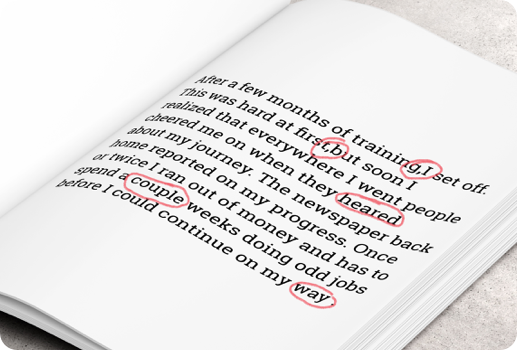 After a few months of training,I set off.
This was hard at first,but soon I
realized that everywhere I went people
cheered me on when they heared
about my journey. The newspaper back
home reported on my progress. Once
or twice I ran out of money and has to
spend a couple weeks doing odd jobs
before I could continue on my way.